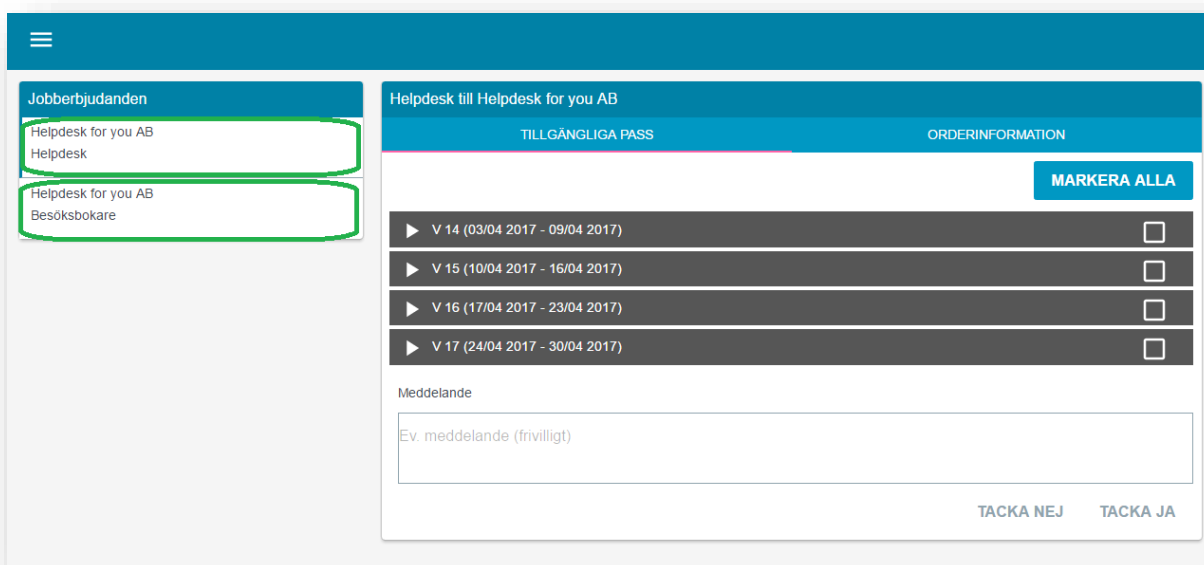 Jobberbjudanden
Helpdesk for you AB
Helpdesk
Helpdesk for you AB
Besöksbokare
Helpdesk till Helpdesk for you AB
TILLGÄNGLIGA PASS
ORDERINFORMATION
MARKERA ALLA
V 14 (03/04 2017 - 09/04 2017)
V 15 (10/04 2017 - 16/04 2017)
V 16 (17/04 2017 - 23/04 2017)
V 17 (24/04 2017 - 30/04 2017)
Meddelande
Ev. meddelande (frivilligt)
TACKA NEJ
TACKA JA